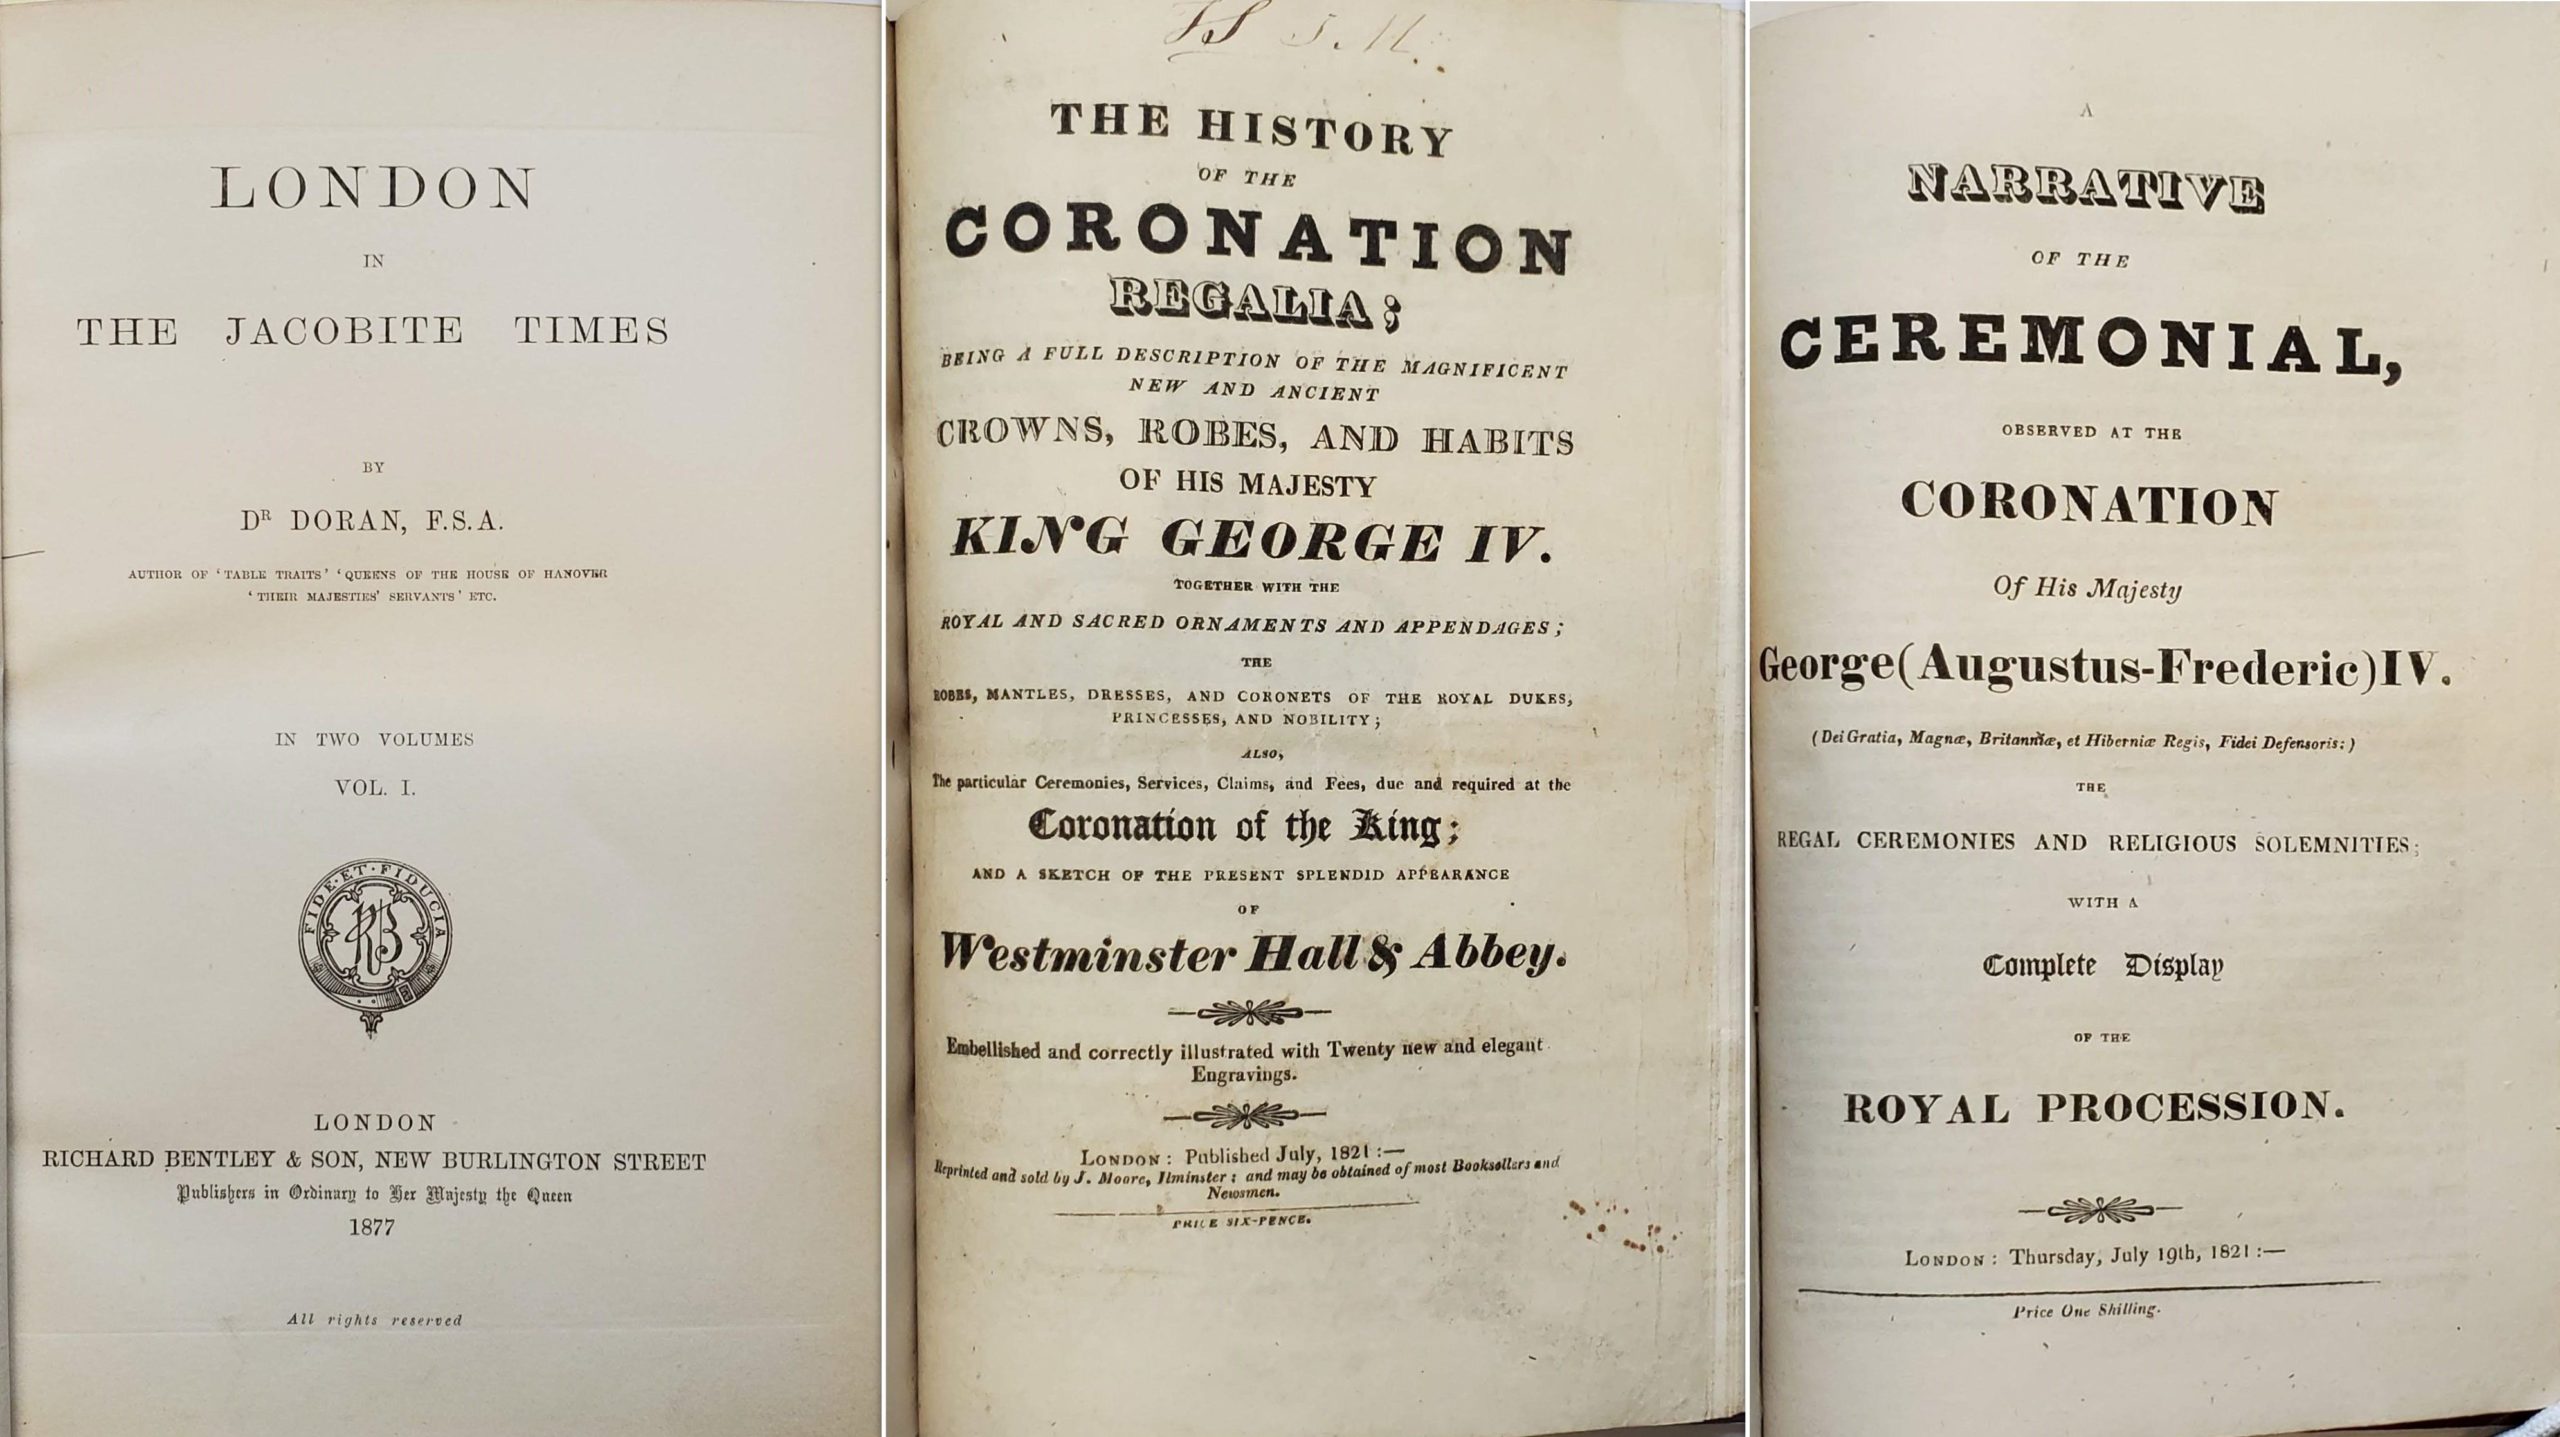 LONDON
IN
THE JACOBITE TIMES
BY
DR DORAN, F.S.A.
AUTHOR OF ‘TABLE TRAITS’ ‘QUEENS OF THE HOUSE OF HANOVER
‘THEIR MAJESTIES’ SERVANTS’ ETC.
IN TWO VOLUMES
VOL. I.
FIDE·ET·FIDUCIA
RB
LONDON
RICHARD BENTLEY & SON, NEW BURLINGTON STREET
Publishers in Ordinary to Her Majesty the Queen
1877
All rights reserved
THE HISTORY
OF THE
CORONATION
REGALIA;
BEING A FULL DESCRIPTION OF THE MAGNIFICENT
NEW AND ANCIENT
CROWNS, ROBES, AND HABITS
OF HIS MAJESTY
KING GEORGE IV.
TOGETHER WITH THE
ROYAL AND SACRED ORNAMENTS AND APPENDAGES;
THE
ROBES, MANTLES, DRESSES, AND CORONETS OF THE ROYAL DUKES,
PRINCESSES, AND NOBILITY;
ALSO,
The particular Ceremonies, Services, Claims, and Fees, due and required at the
Coronation of the King;
AND A SKETCH OF THE PRESENT SPLENDID APPEARANCE
OF
Westminster Hall & Abbey.
Embellished and correctly illustrated with Twenty new and elegant
Engravings.
LONDON: Published July, 1821:—
Reprinted and sold by J. Moore, Ilminster; and may be obtained of most Booksellers and
Newsmen.
PRICE SIX-PENCE.
A
NARRATIVE
OF THE
CEREMONIAL,
OBSERVED AT THE
CORONATION
Of His Majesty
George (Augustus-Frederic) IV.
(Dei Gratia, Magnæ, Britanniæ, et Hiberniæ Regis, Fidei Defensoris:)
THE
REGAL CEREMONIES AND RELIGIOUS SOLEMNITIES;
WITH A
Complete Display
OF THE
ROYAL PROCESSION.
LONDON: Thursday, July 19th, 1821:—
Price One Shilling.